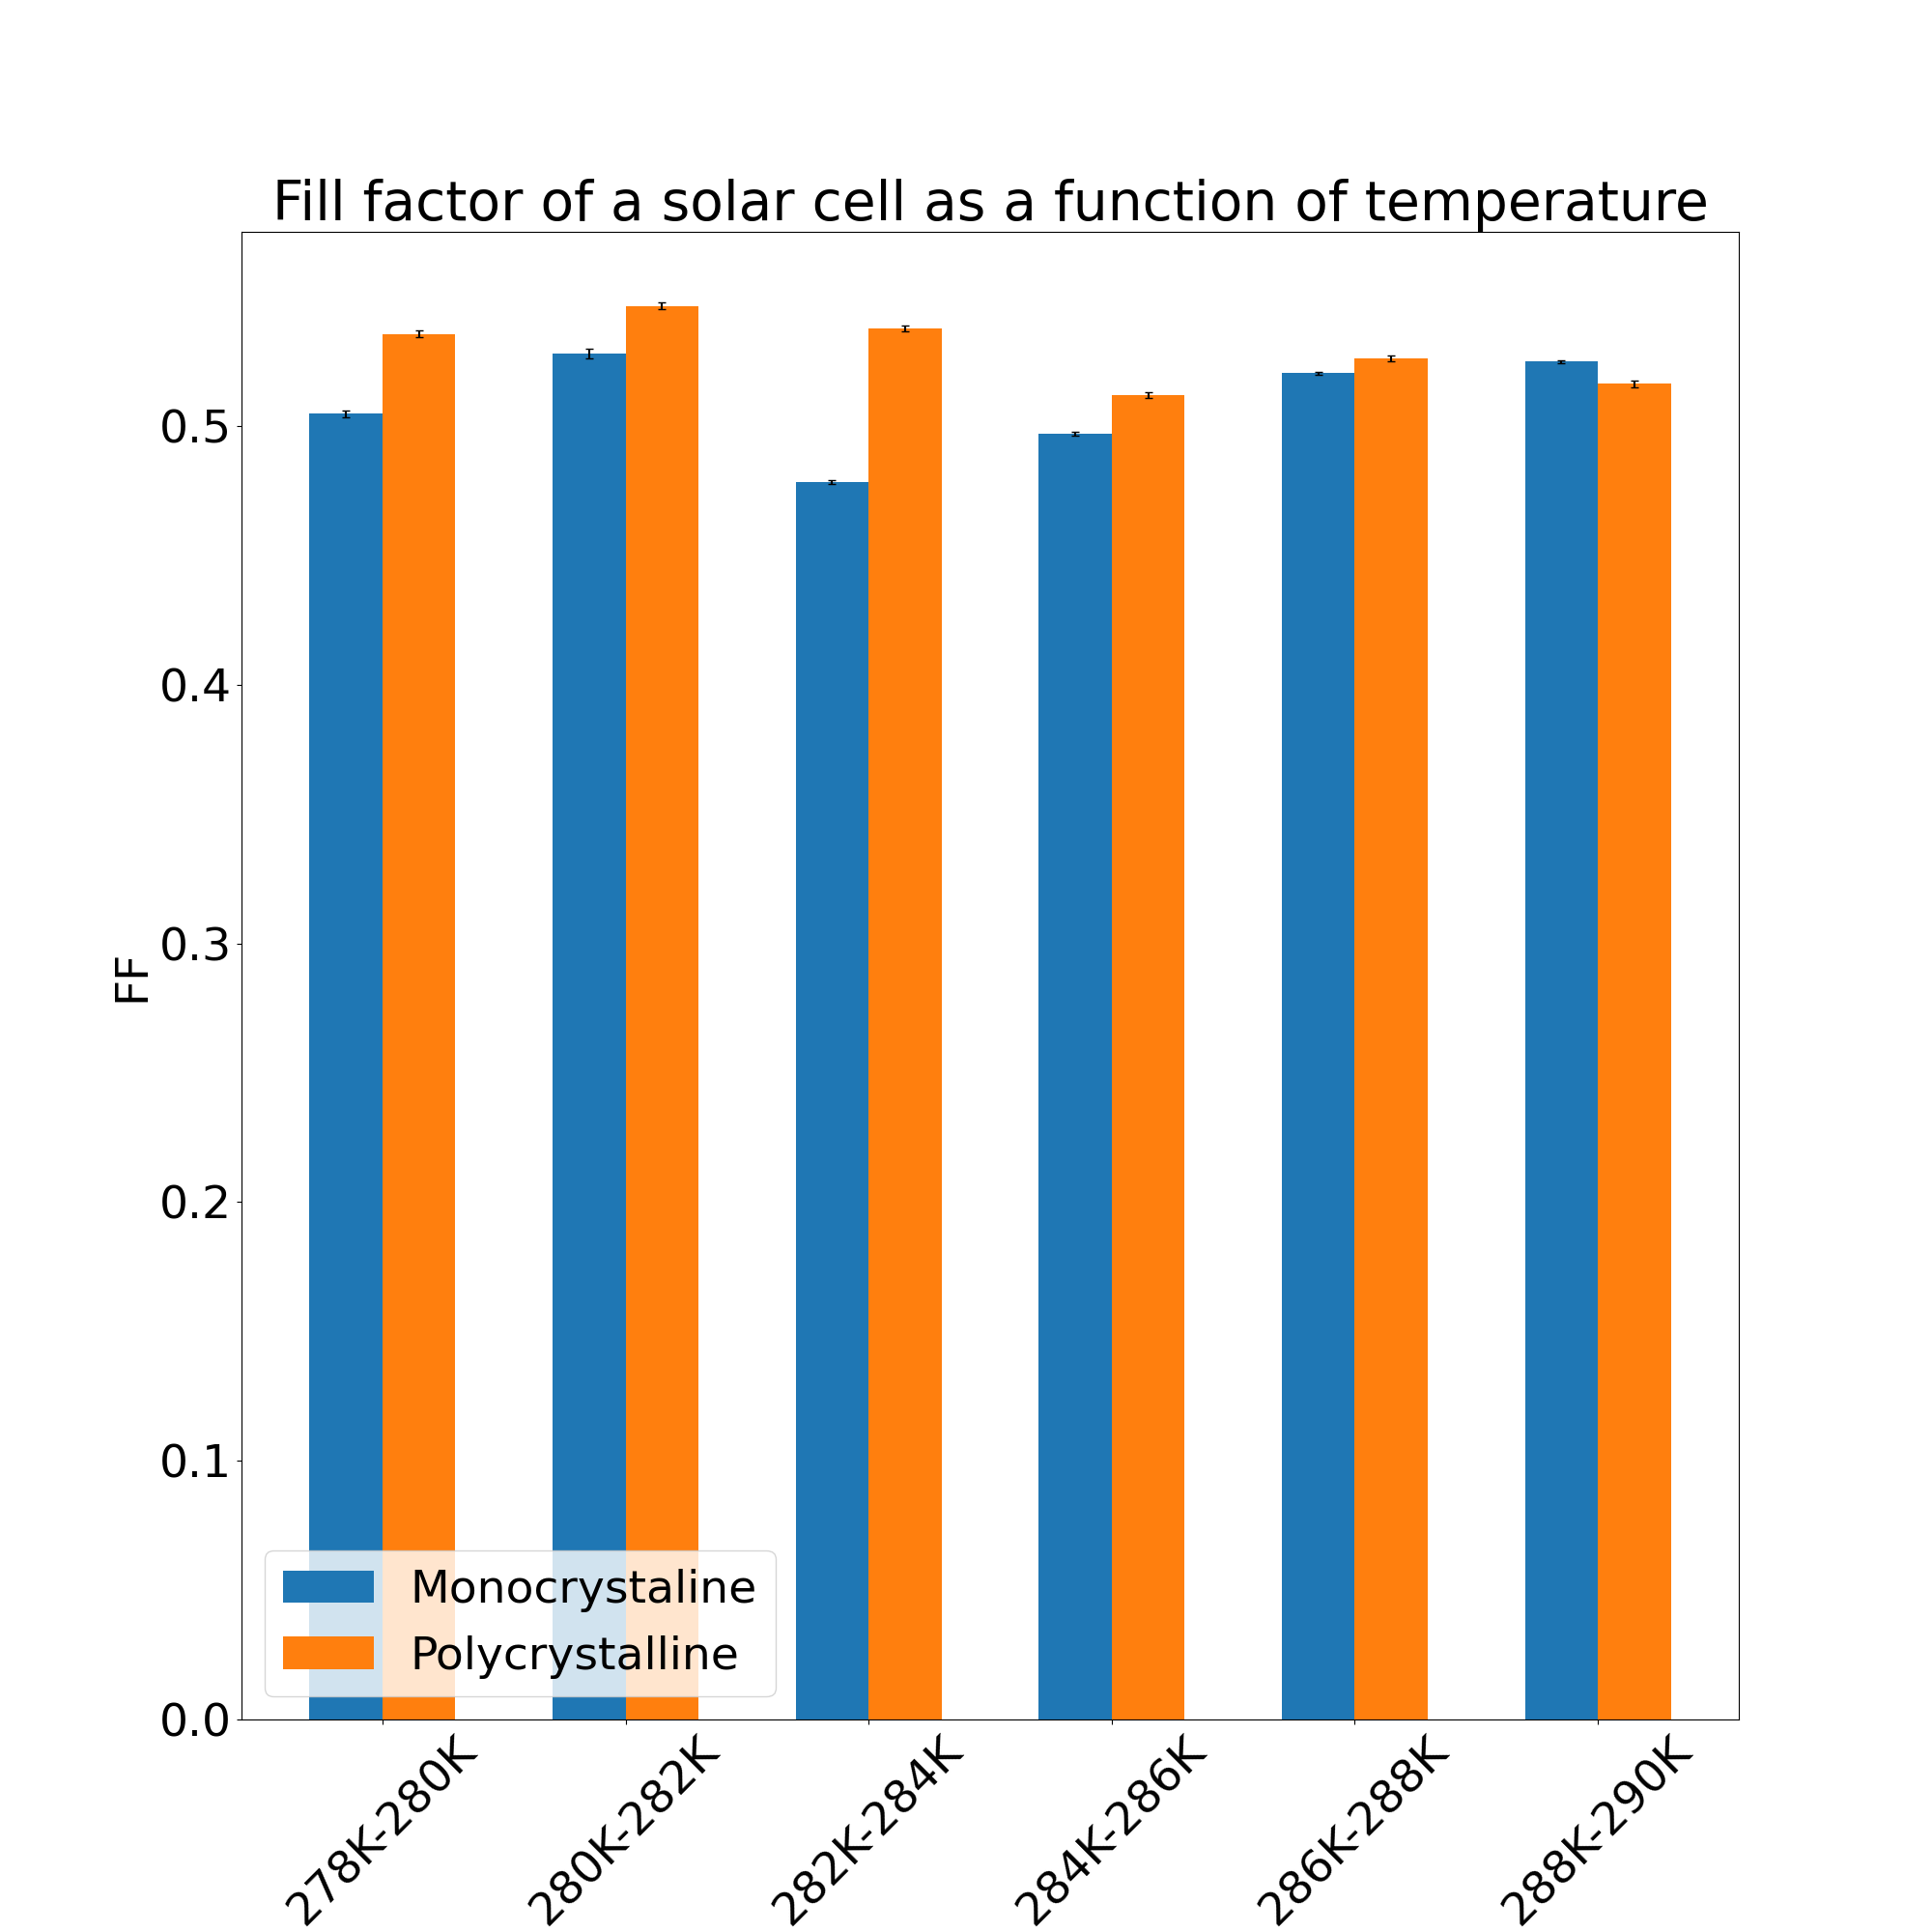 Fill factor of a solar cell as a function of temperature
FF
0.5
0.4
0.3
0.2
0.1
0.0
Monocrystaline
Polycrystalline
278K-280K
280K-282K
282K-284K
284K-286K
286K-288K
288K-290K